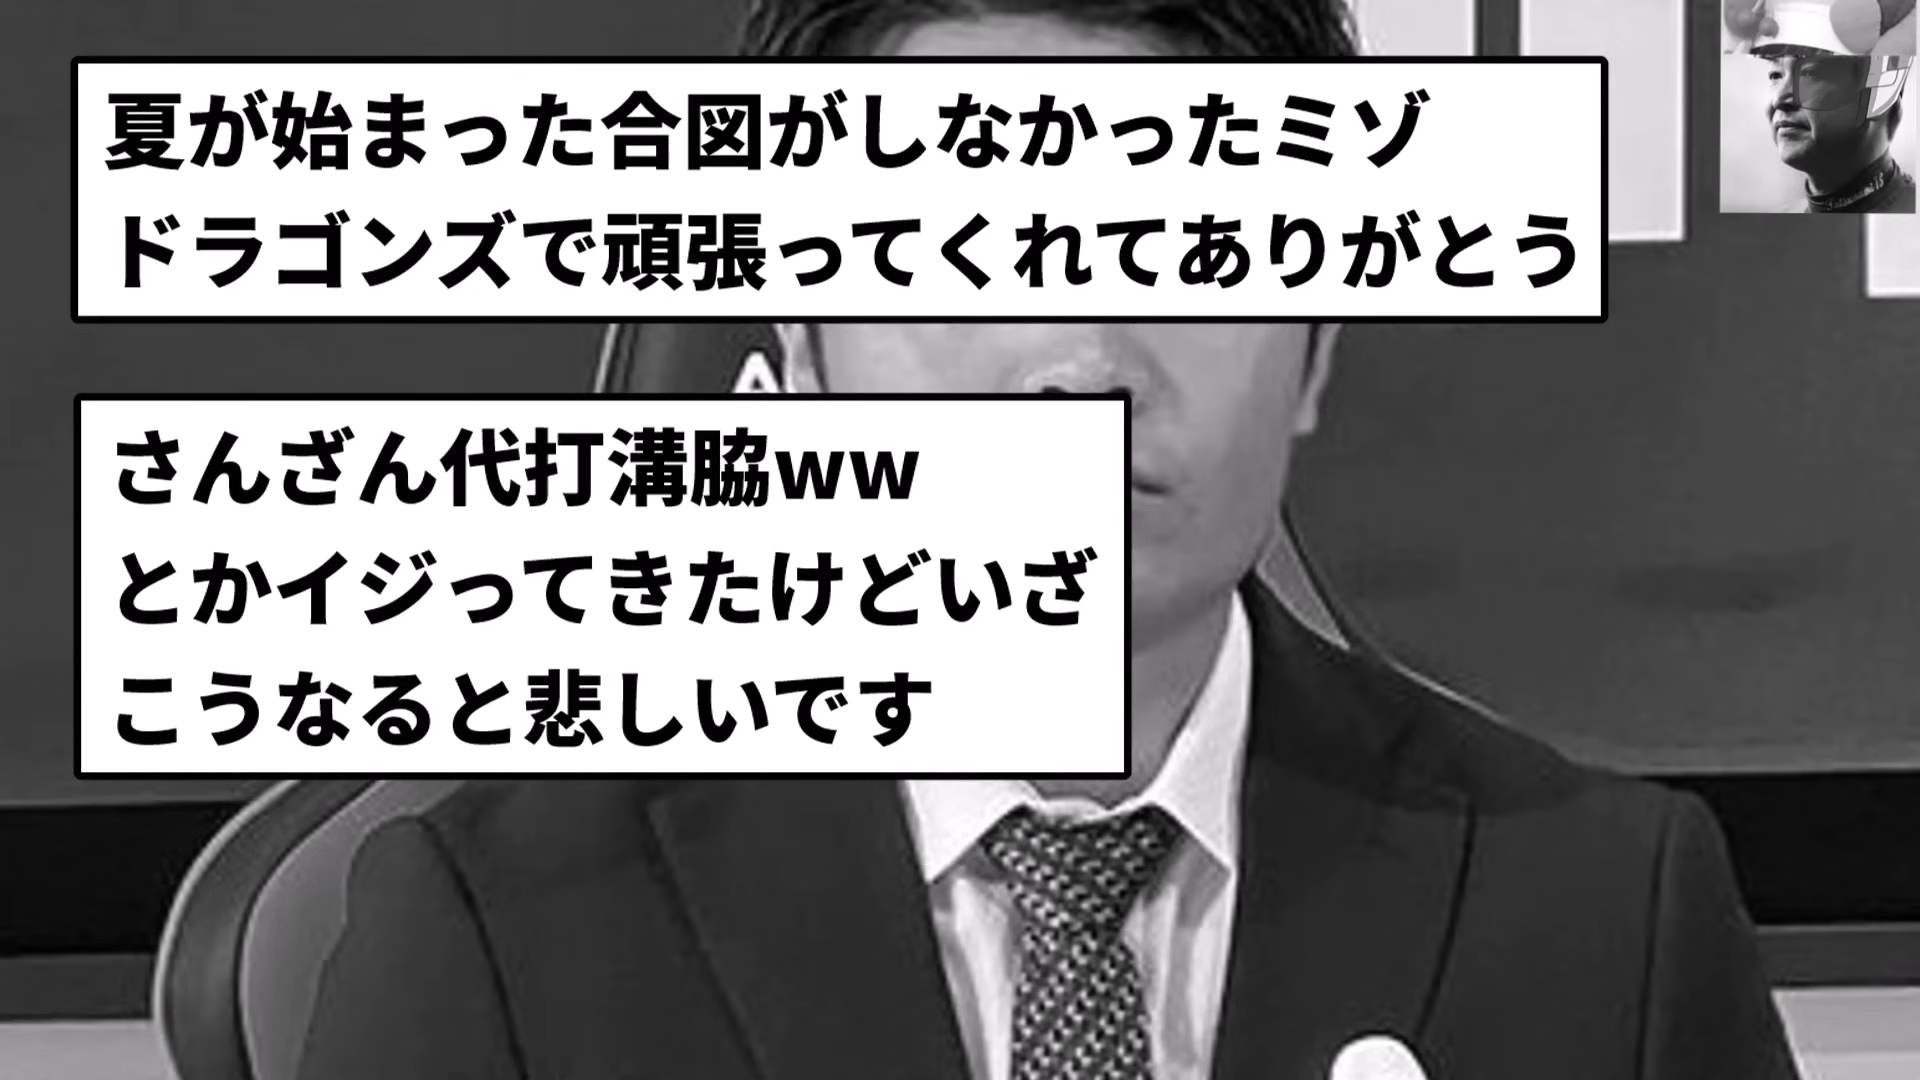 夏が始まった合図がしなかったミゾ
ドラゴンズで頑張ってくれてありがとう
さんざん代打溝脇ww
とかイジってきたけどいざ
こうなると悲しいです